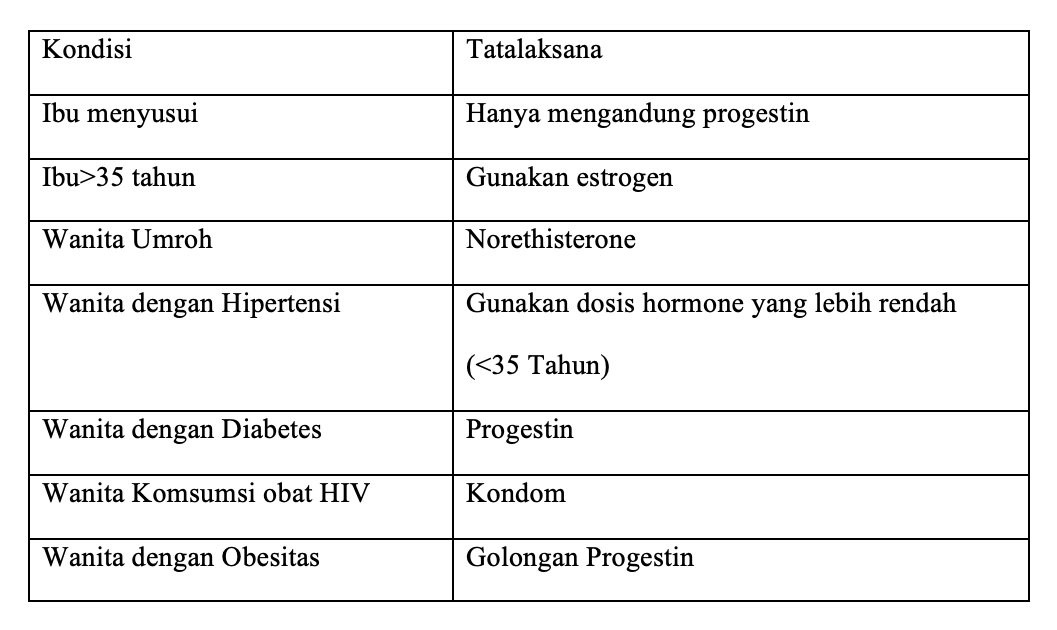 Kondisi Tatalaksana
Ibu menyusui Hanya mengandung progestin
Ibu>35 tahun Gunakan estrogen
Wanita Umroh Norethisterone
Wanita dengan Hipertensi Gunakan dosis hormone yang lebih rendah
(<35 Tahun)
Wanita dengan Diabetes Progestin
Wanita Komsumsi obat HIV Kondom
Wanita dengan Obesitas Golongan Progestin